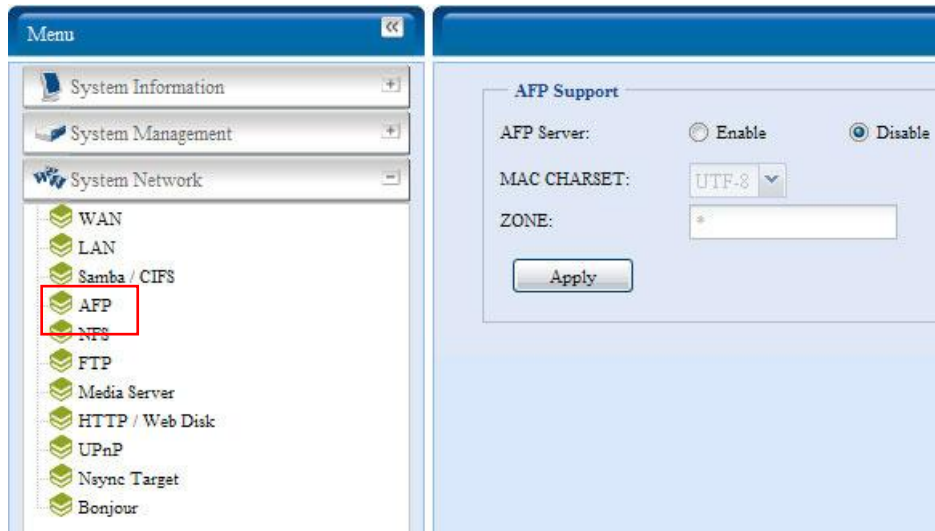 Menu
System Information
System Management
System Network
WAN
LAN
Samba / CIFS
AFP
NFS
FTP
Media Server
HTTP / Web Disk
UPnP
Nsync Target
Bonjour
AFP Support
AFP Server: Enable Disable
MAC CHARSET: UTF-8
ZONE: *
Apply